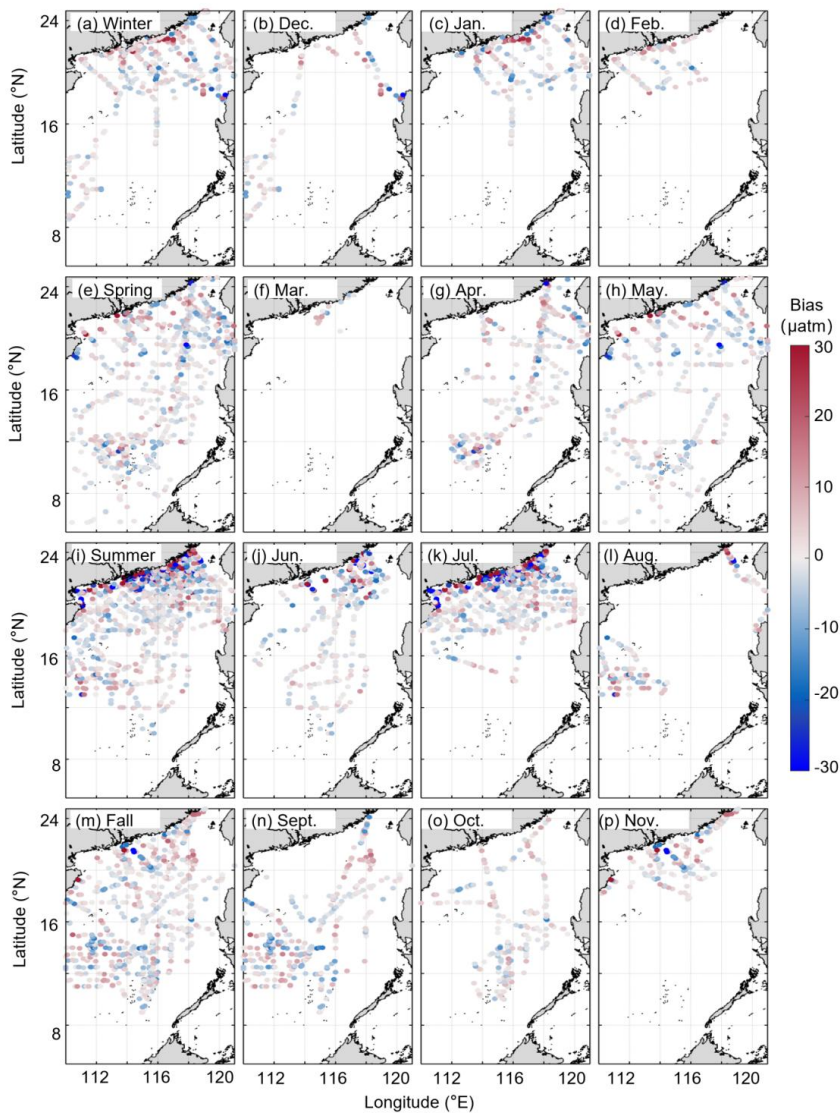 (a) Winter (b) Dec. (c) Jan. (d) Feb.
24
16
8
Latitude (°N)
(e) Spring (f) Mar. (g) Apr. (h) May.
24
16
8
Latitude (°N)
Bias
(µatm)
30
20
10
0
-10
-20
-30
(i) Summer (j) Jun. (k) Jul. (l) Aug.
24
16
8
Latitude (°N)
(m) Fall (n) Sept. (o) Oct. (p) Nov.
24
16
8
Latitude (°N)
112 116 120 112 116 120 112 116 120 112 116 120
Longitude (°E)